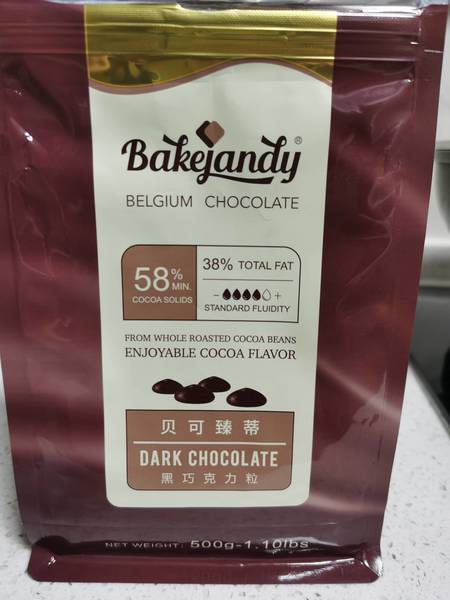 Bakejandy®
BELGIUM CHOCOLATE
58% MIN.
COCOA SOLIDS
38% TOTAL FAT
- +
STANDARD FLUIDITY
FROM WHOLE ROASTED COCOA BEANS
ENJOYABLE COCOA FLAVOR
贝可臻蒂
DARK CHOCOLATE
黑巧克力粒
NET WEIGHT: 500g-1.10lbs